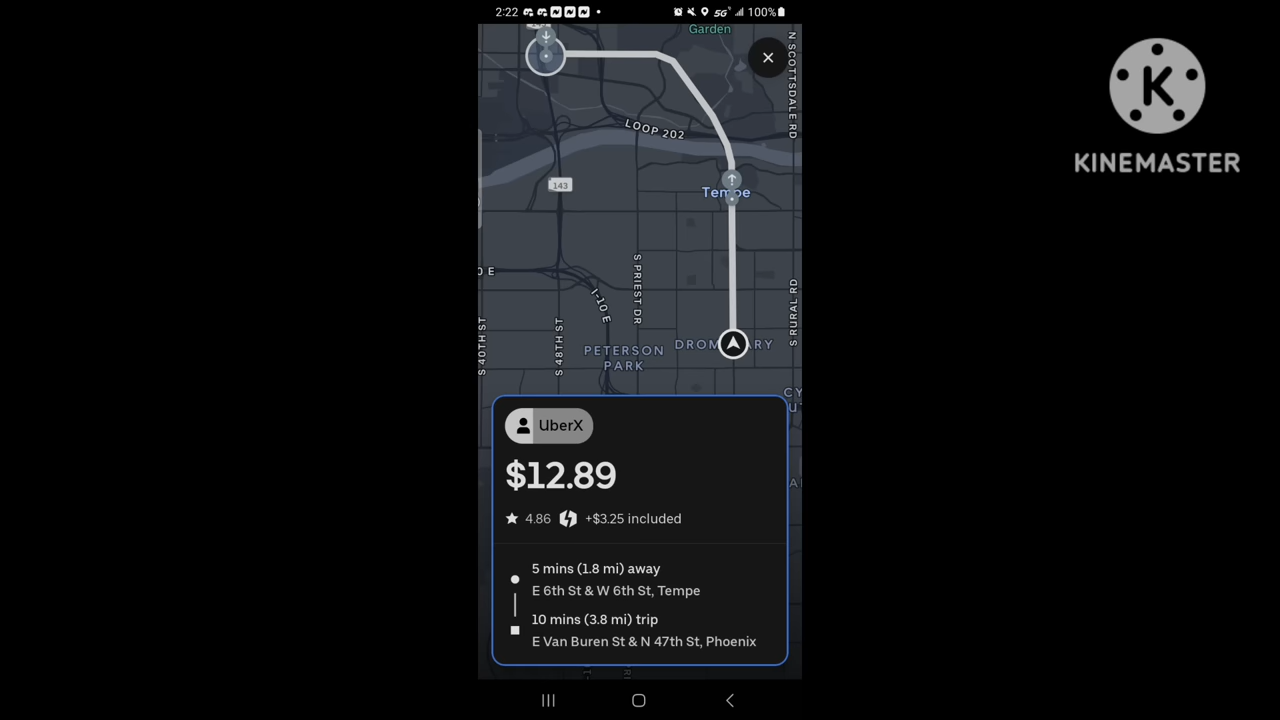 2:22
5G
100%
Garden
N SCOTTSDALE RD
LOOP 202
143
Tempe
S PRIEST DR
I-10 E
S 40TH ST
S 48TH ST
S RURAL RD
PETERSON
PARK
UberX
$12.89
4.86 +$3.25 included
5 mins (1.8 mi) away
E 6th St & W 6th St, Tempe
10 mins (3.8 mi) trip
E Van Buren St & N 47th St, Phoenix
K
KINEMASTER